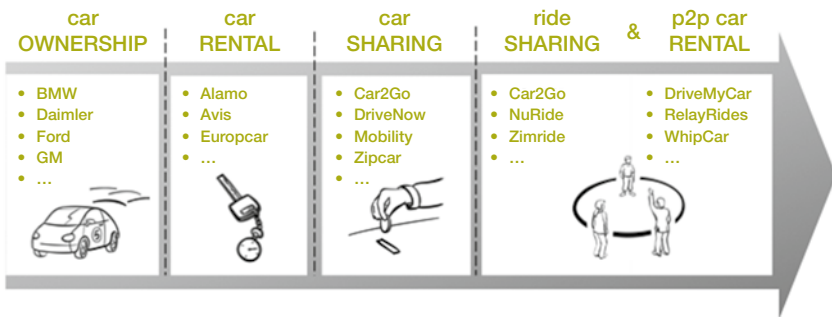 car
OWNERSHIP
car
RENTAL
car
SHARING
ride
SHARING
&
p2p car
RENTAL
• BMW
• Daimler
• Ford
• GM
• ...
• Alamo
• Avis
• Europcar
• ...
• Car2Go
• DriveNow
• Mobility
• Zipcar
• ...
• Car2Go
• NuRide
• Zimride
• ...
• DriveMyCar
• RelayRides
• WhipCar
• ...